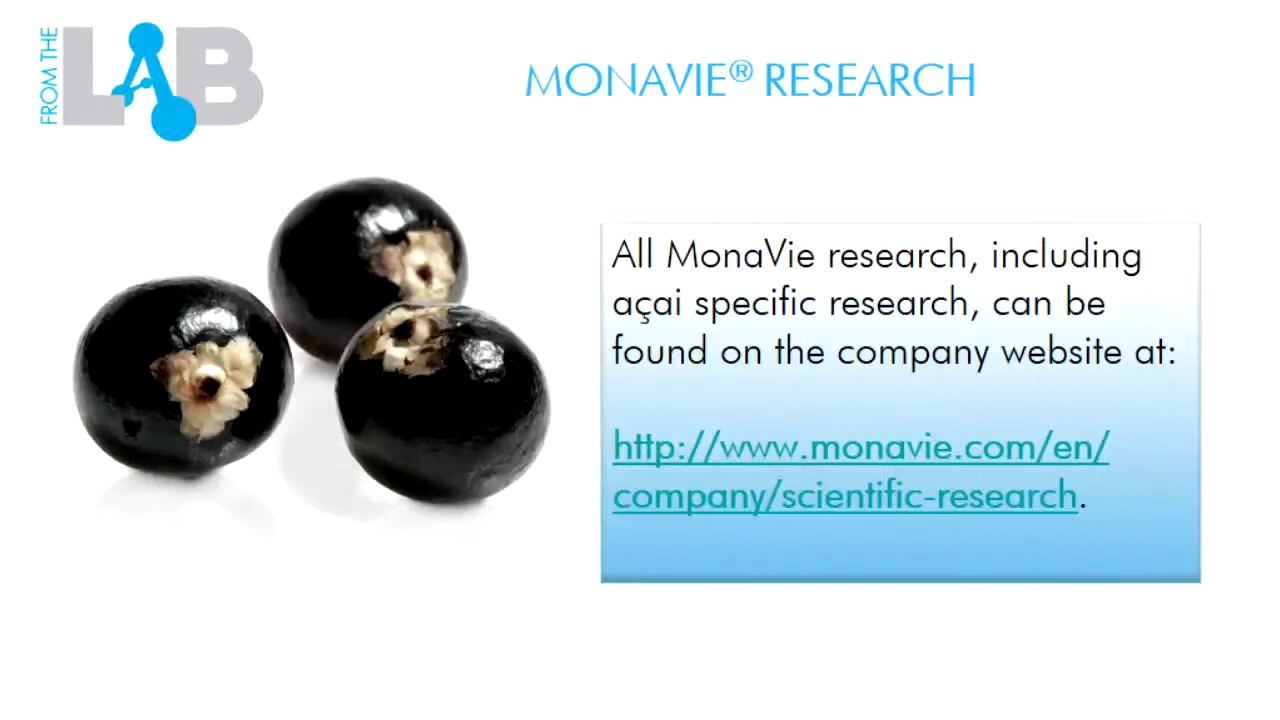 FROM THE
LAB
MONAVIE® RESEARCH
All MonaVie research, including
açai specific research, can be
found on the company website at:
http://www.monavie.com/en/
company/scientific-research.